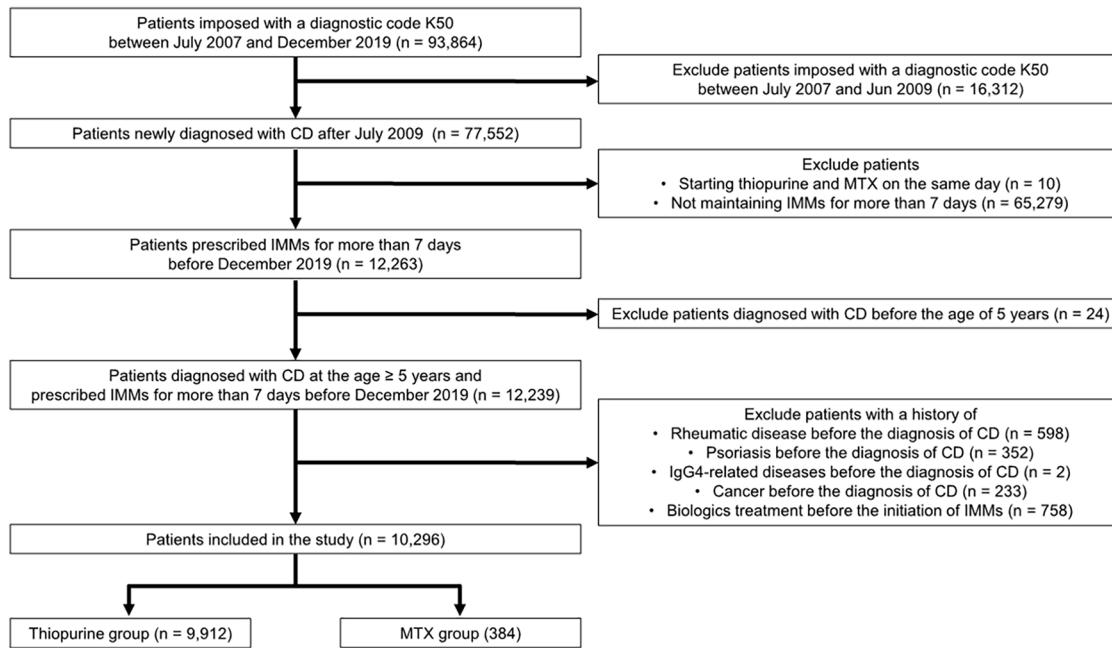 Patients imposed with a diagnostic code K50
between July 2007 and December 2019 (n = 93,864)
Exclude patients imposed with a diagnostic code K50
between July 2007 and Jun 2009 (n = 16,312)
Patients newly diagnosed with CD after July 2009 (n = 77,552)
Exclude patients
• Starting thiopurine and MTX on the same day (n = 10)
• Not maintaining IMMs for more than 7 days (n = 65,279)
Patients prescribed IMMs for more than 7 days
before December 2019 (n = 12,263)
Exclude patients diagnosed with CD before the age of 5 years (n = 24)
Patients diagnosed with CD at the age ≥ 5 years and
prescribed IMMs for more than 7 days before December 2019 (n = 12,239)
Exclude patients with a history of
• Rheumatic disease before the diagnosis of CD (n = 598)
• Psoriasis before the diagnosis of CD (n = 352)
• IgG4-related diseases before the diagnosis of CD (n = 2)
• Cancer before the diagnosis of CD (n = 233)
• Biologics treatment before the initiation of IMMs (n = 758)
Patients included in the study (n = 10,296)
Thiopurine group (n = 9,912)
MTX group (384)